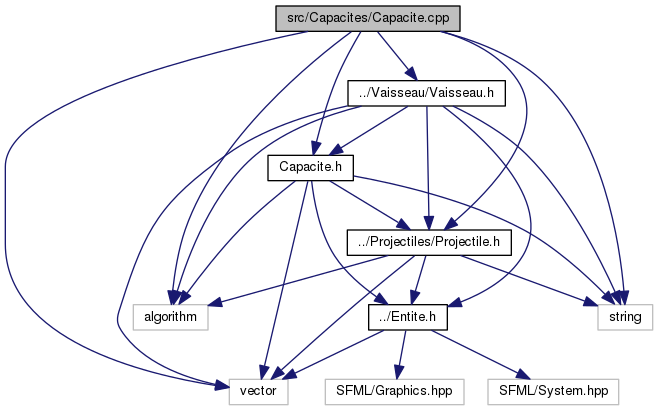 src/Capacites/Capacite.cpp
../Vaisseau/Vaisseau.h
Capacite.h
../Projectiles/Projectile.h
algorithm
../Entite.h
string
vector
SFML/Graphics.hpp
SFML/System.hpp